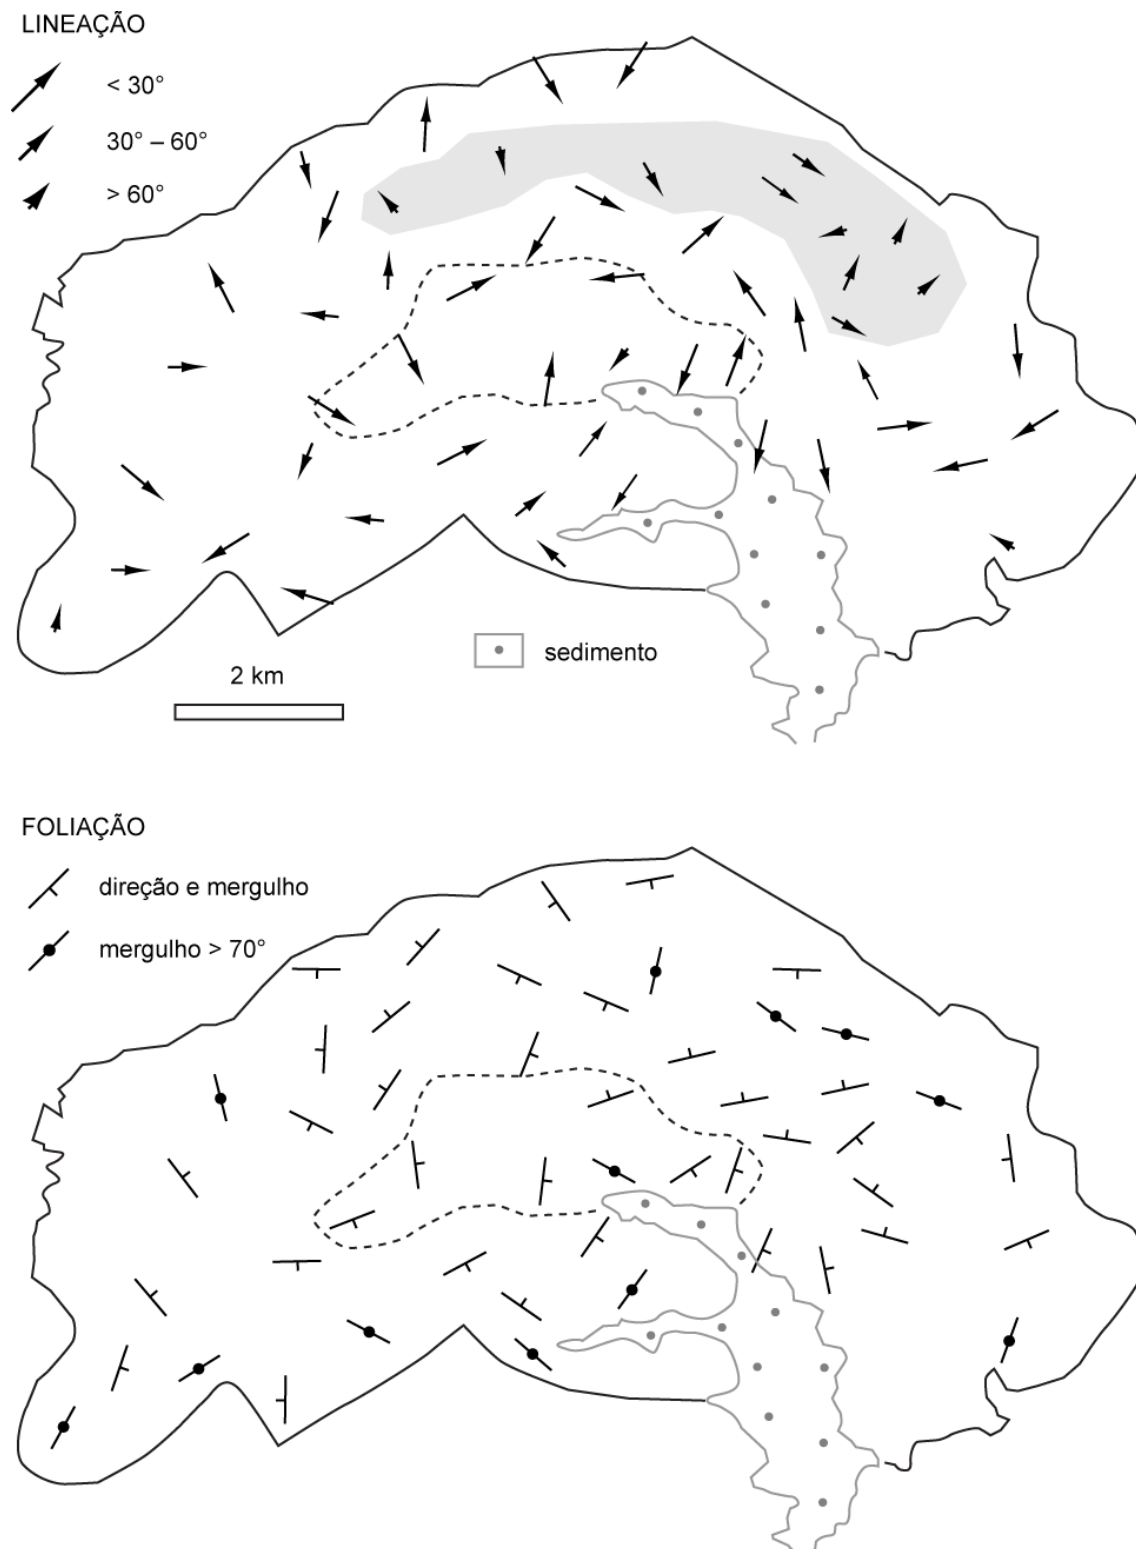 LINEAÇÃO
< 30°
30° – 60°
> 60°
sedimento
2 km
FOLIAÇÃO
direção e mergulho
mergulho > 70°